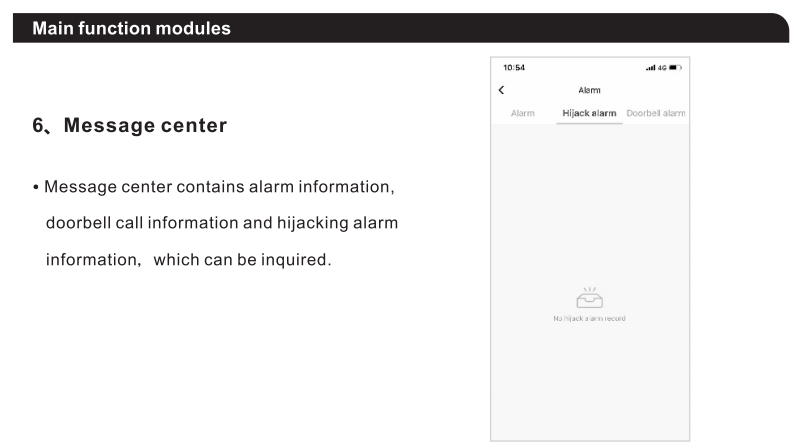 Main function modules
6、Message center
• Message center contains alarm information,
doorbell call information and hijacking alarm
information, which can be inquired.
10:54
4G
Alarm
Alarm Hijack alarm Doorbell alarm
No hijack alarm record